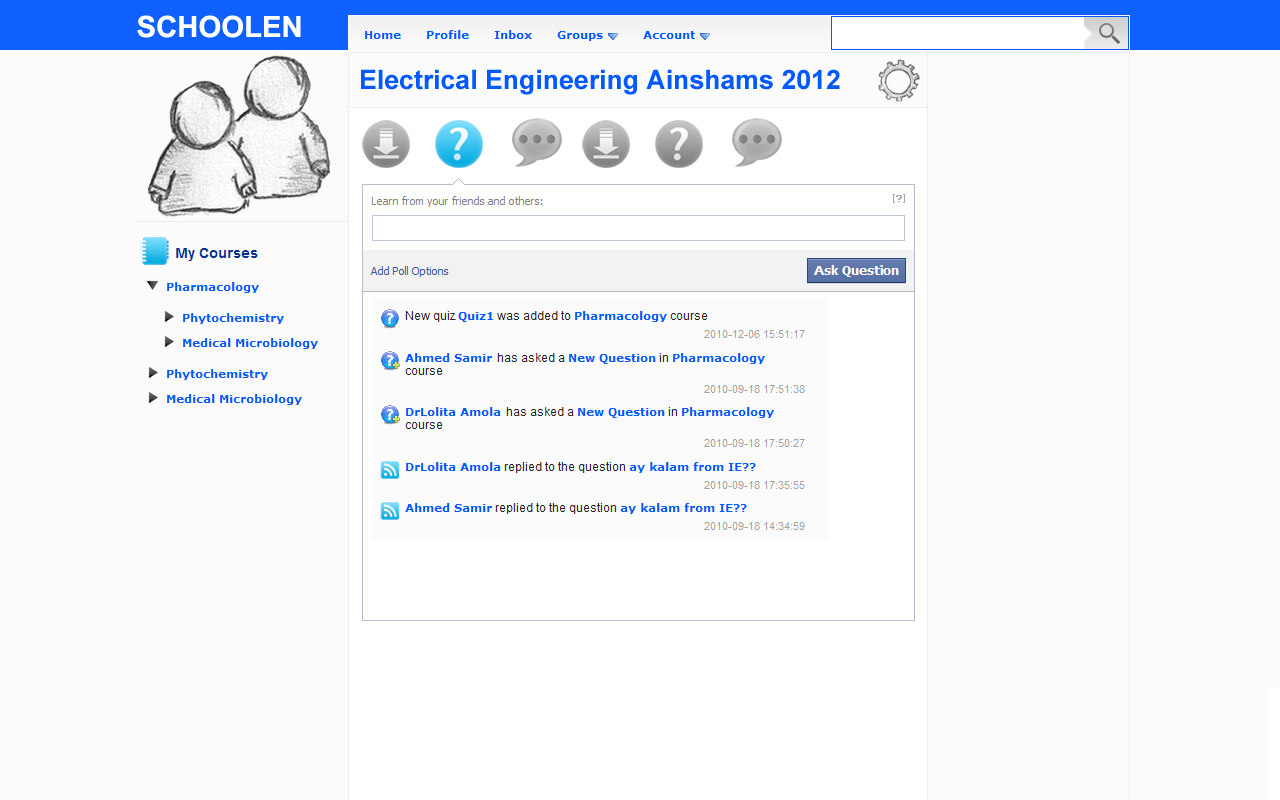 SCHOOLEN
Home Profile Inbox Groups Account
Electrical Engineering Ainshams 2012
Learn from your friends and others:
[?]
Add Poll Options
Ask Question
My Courses
Pharmacology
Phytochemistry
Medical Microbiology
Phytochemistry
Medical Microbiology
New quiz Quiz1 was added to Pharmacology course
2010-12-06 15:51:17
Ahmed Samir has asked a New Question in Pharmacology
course
2010-09-18 17:51:38
DrLolita Amola has asked a New Question in Pharmacology
course
2010-09-18 17:50:27
DrLolita Amola replied to the question ay kalam from IE??
2010-09-18 17:35:55
Ahmed Samir replied to the question ay kalam from IE??
2010-09-18 14:34:59